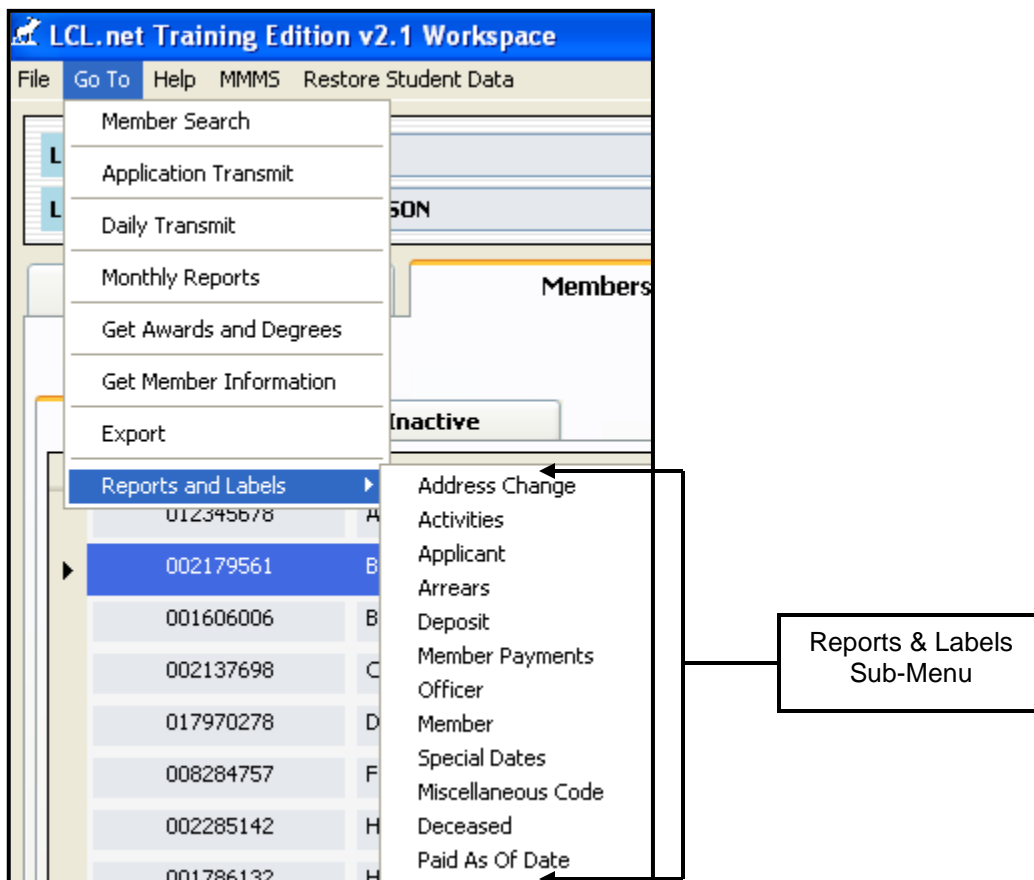 LCL.net Training Edition v2.1 Workspace
File Go To Help MMMS Restore Student Data
Member Search
L
Application Transmit
L SON
Daily Transmit
Monthly Reports
Members
Get Awards and Degrees
Get Member Information
Inactive
Export
Reports and Labels
Address Change
Activities
Applicant
Arrears
Deposit
Member Payments
Officer
Member
Special Dates
Miscellaneous Code
Deceased
Paid As Of Date
012345678 A
002179561 B
001606006 B
002137698 C
017970278 D
008284757 F
002285142 H
001786132 H
Reports & Labels
Sub-Menu